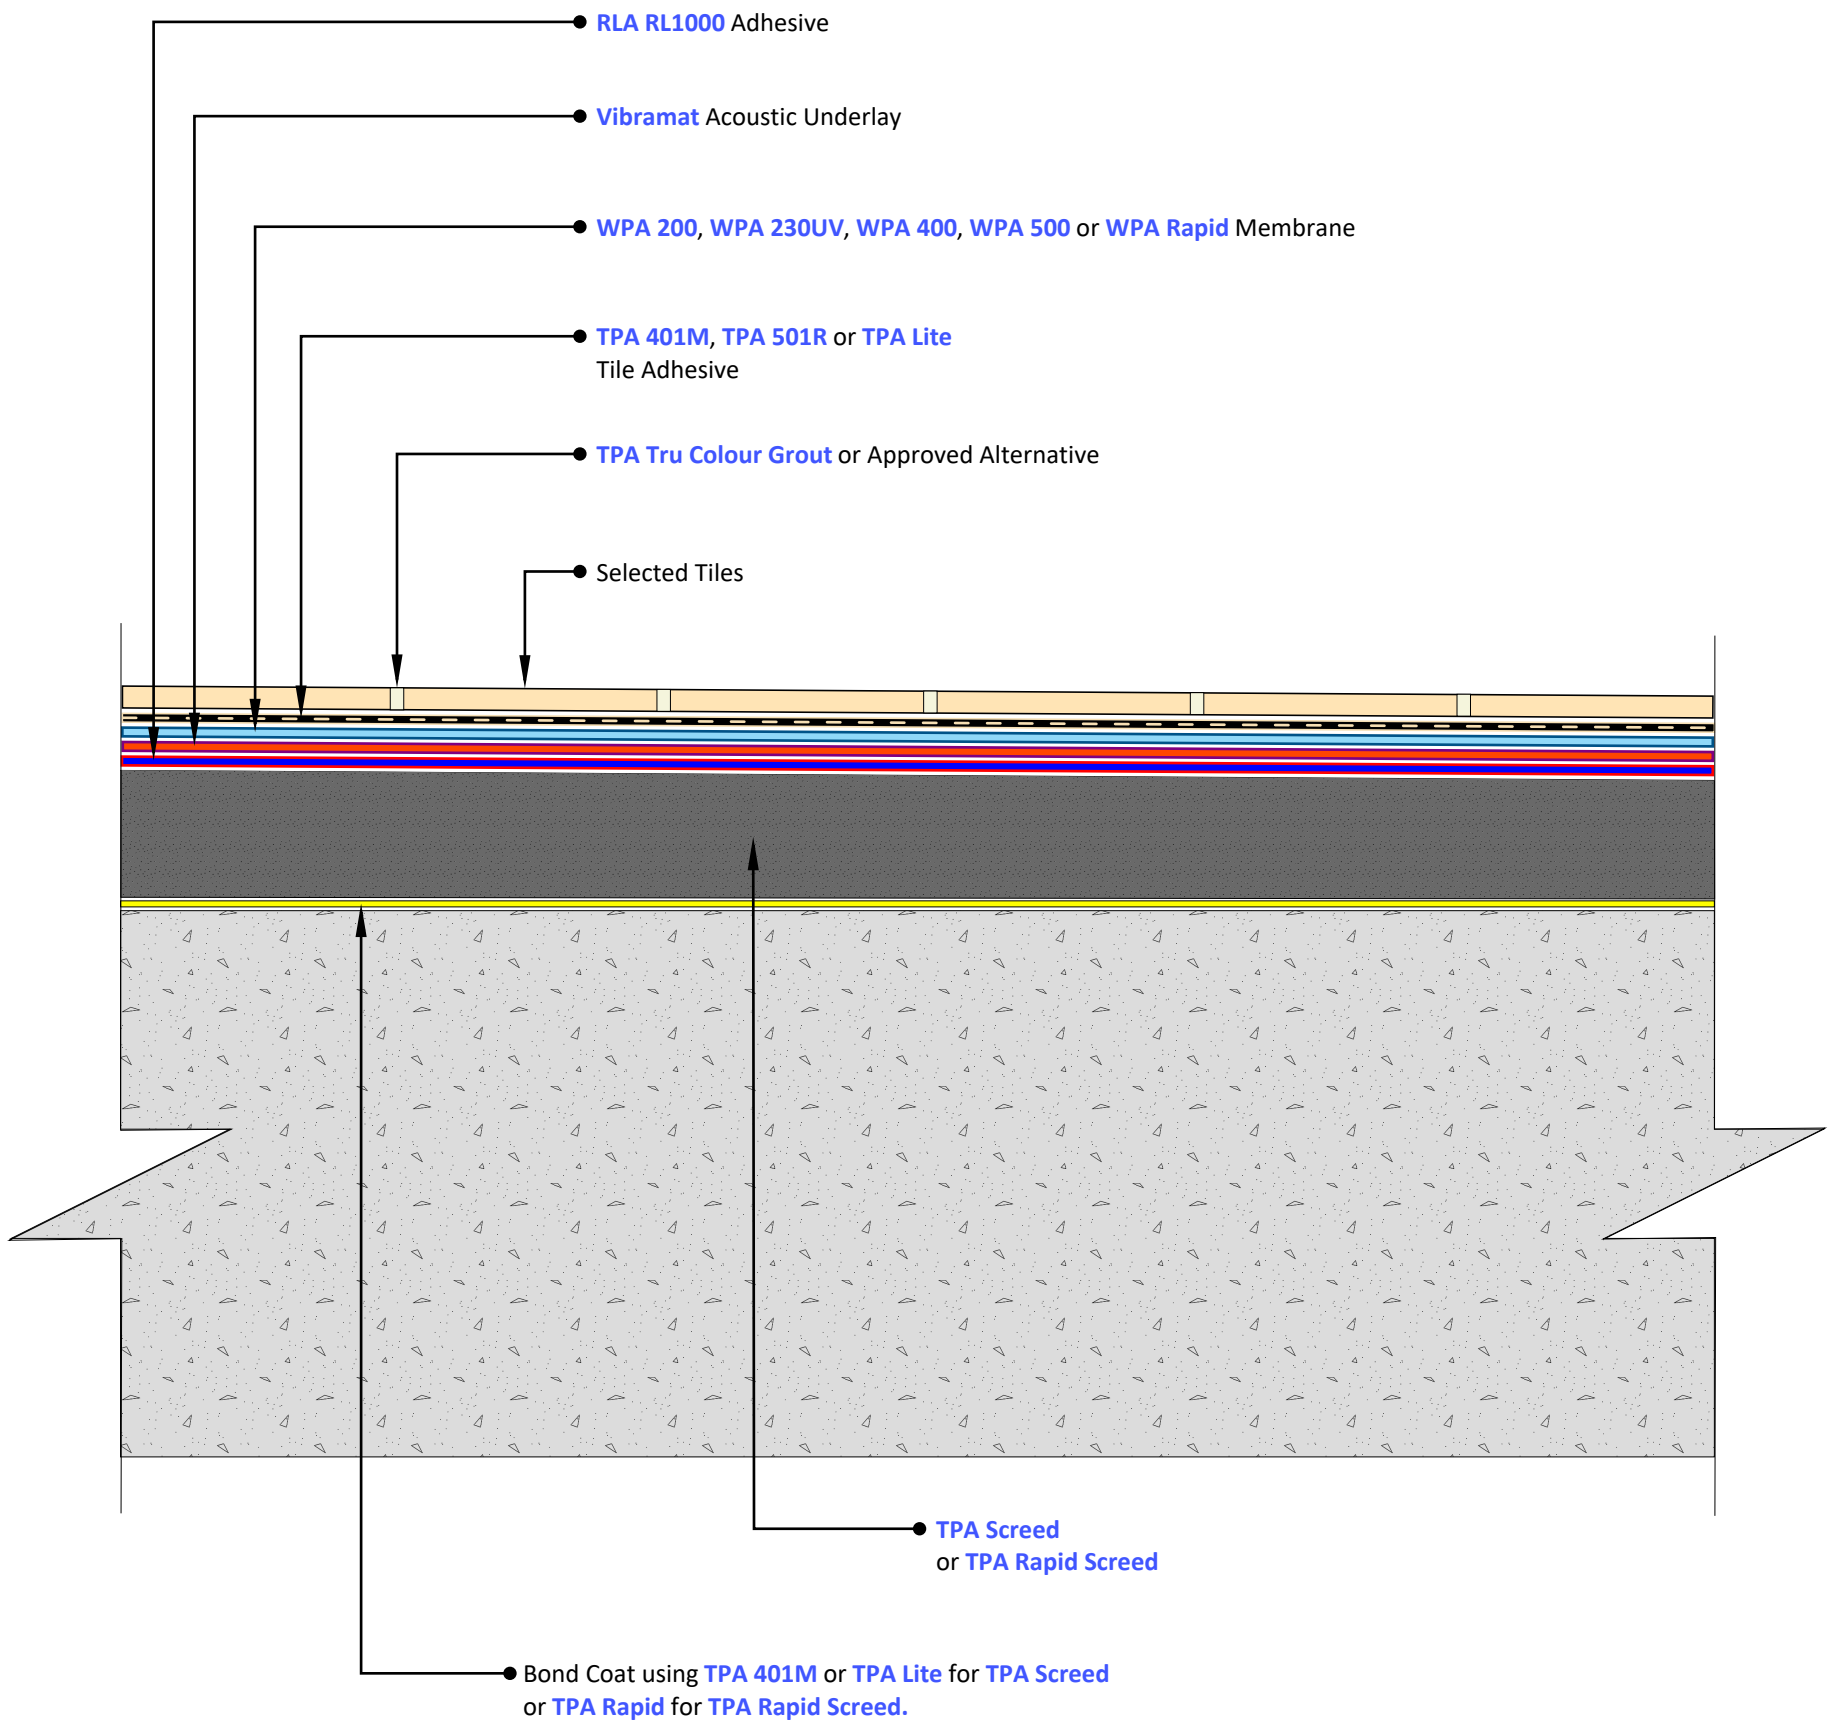 RLA RL1000 Adhesive
Vibramat Acoustic Underlay
WPA 200, WPA 230UV, WPA 400, WPA 500 or WPA Rapid Membrane
TPA 401M, TPA 501R or TPA Lite
Tile Adhesive
TPA Tru Colour Grout or Approved Alternative
Selected Tiles
TPA Screed
or TPA Rapid Screed
Bond Coat using TPA 401M or TPA Lite for TPA Screed
or TPA Rapid for TPA Rapid Screed.